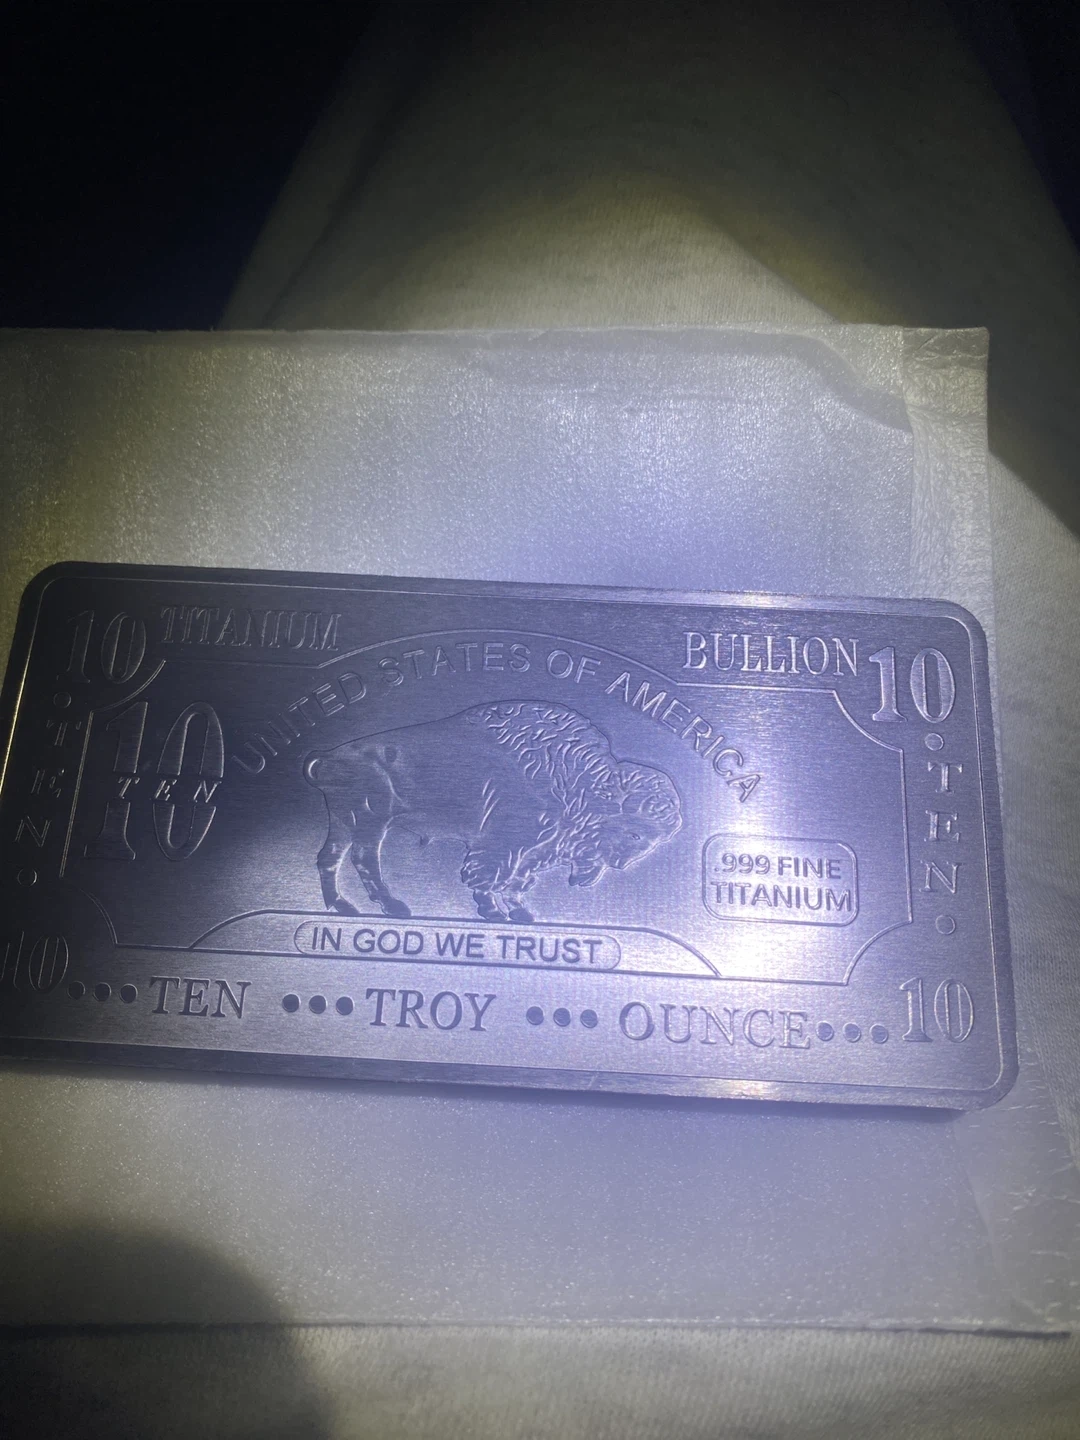 10 TITANIUM BULLION 10
UNITED STATES OF AMERICA
TEN
10
TEN
TEN
.999 FINE
TITANIUM
IN GOD WE TRUST
10 •••TEN •••TROY ••• OUNCE•••10